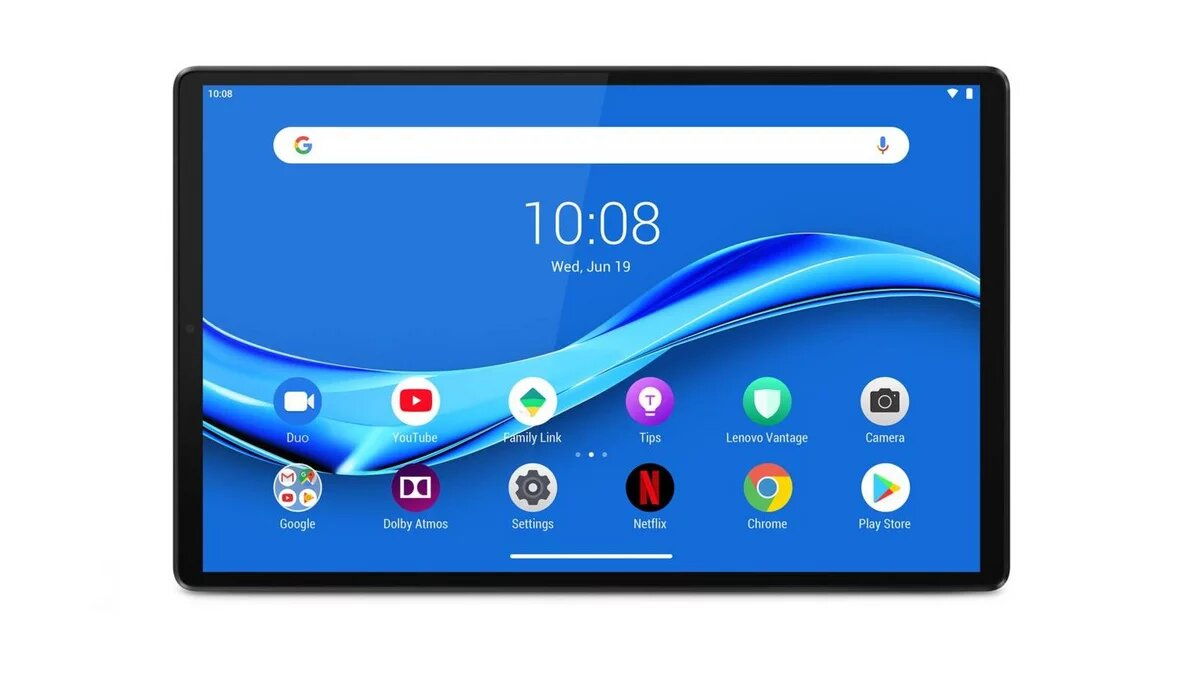 10:08
10:08
Wed, Jun 19
Duo
YouTube
Family Link
Tips
Lenovo Vantage
Camera
Google
Dolby Atmos
Settings
Netflix
Chrome
Play Store